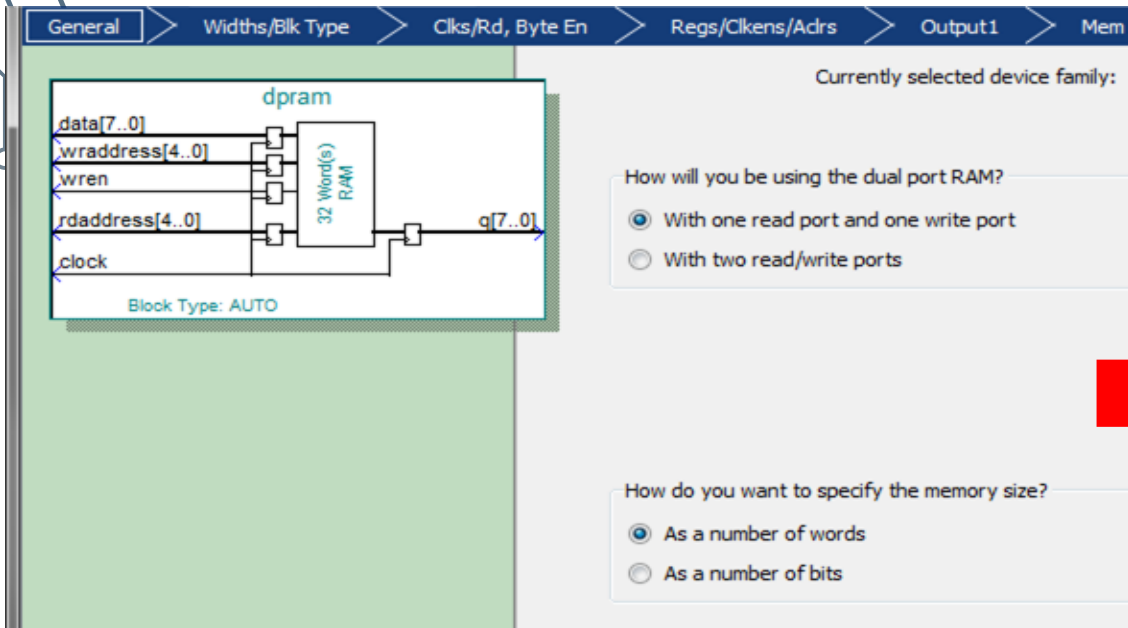 General Widths/Blk Type Clks/Rd, Byte En Regs/Clkens/Adrs Output1 Mem
dpram
data[7..0]
wraddress[4..0]
wren
rdaddress[4..0]
clock
32 Word(s)
RAM
q[7..0]
Block Type: AUTO
Currently selected device family:
How will you be using the dual port RAM?
With one read port and one write port
With two read/write ports
How do you want to specify the memory size?
As a number of words
As a number of bits